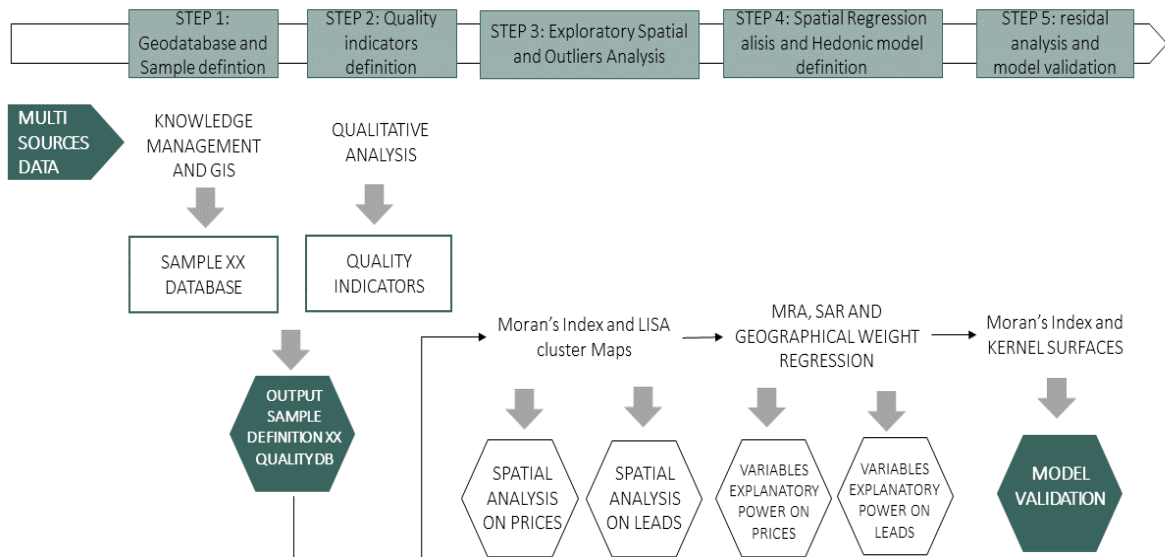 STEP 1:
Geodatabase and
Sample defintion
STEP 2: Quality
indicators
definition
STEP 3: Exploratory Spatial
and Outliers Analysis
STEP 4: Spatial Regression
alisis and Hedonic model
definition
STEP 5: residal
analysis and
model validation
MULTI
SOURCES
DATA
KNOWLEDGE
MANAGEMENT
AND GIS
QUALITATIVE
ANALYSIS
SAMPLE XX
DATABASE
QUALITY
INDICATORS
OUTPUT
SAMPLE
DEFINITION XX
QUALITY DB
Moran's Index and LISA
cluster Maps
MRA, SAR AND
GEOGRAPHICAL WEIGHT
REGRESSION
Moran's Index and
KERNEL SURFACES
SPATIAL
ANALYSIS
ON PRICES
SPATIAL
ANALYSIS
ON LEADS
VARIABLES
EXPLANATORY
POWER ON
PRICES
VARIABLES
EXPLANATORY
POWER ON
LEADS
MODEL
VALIDATION